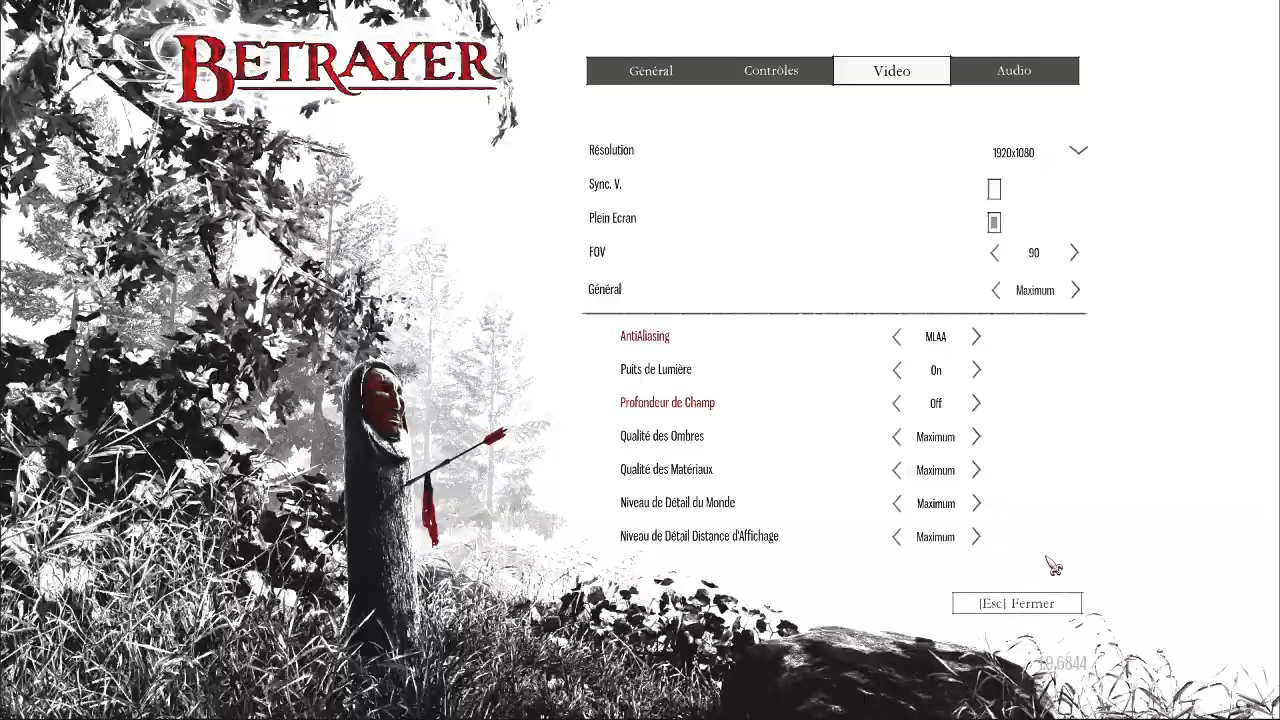 BETRAYER
Général Contrôles Video Audio
Résolution 1920x1080
Sync. V.
Plein Ecran
FOV 90
Général Maximum
AntiAliasing MLAA
Puits de Lumière On
Profondeur de Champ Off
Qualité des Ombres Maximum
Qualité des Matériaux Maximum
Niveau de Détail du Monde Maximum
Niveau de Détail Distance d'Affichage Maximum
[Esc] Fermer